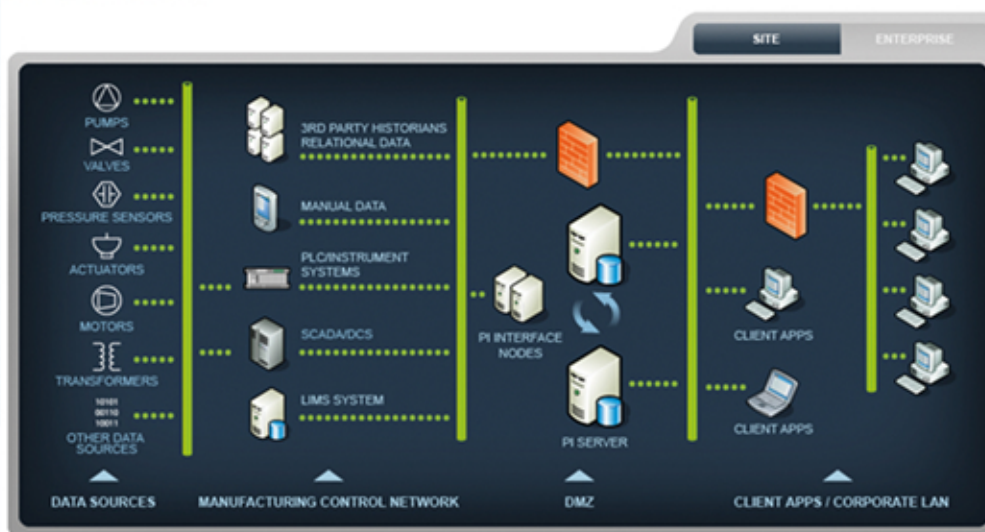 SITE
ENTERPRISE
PUMPS
VALVES
PRESSURE SENSORS
ACTUATORS
MOTORS
TRANSFORMERS
10101
00110
10011
OTHER DATA
SOURCES
3RD PARTY HISTORIANS
RELATIONAL DATA
MANUAL DATA
PLC/INSTRUMENT
SYSTEMS
SCADA/DCS
LIMS SYSTEM
PI INTERFACE
NODES
PI SERVER
CLIENT APPS
CLIENT APPS
DATA SOURCES
MANUFACTURING CONTROL NETWORK
DMZ
CLIENT APPS / CORPORATE LAN